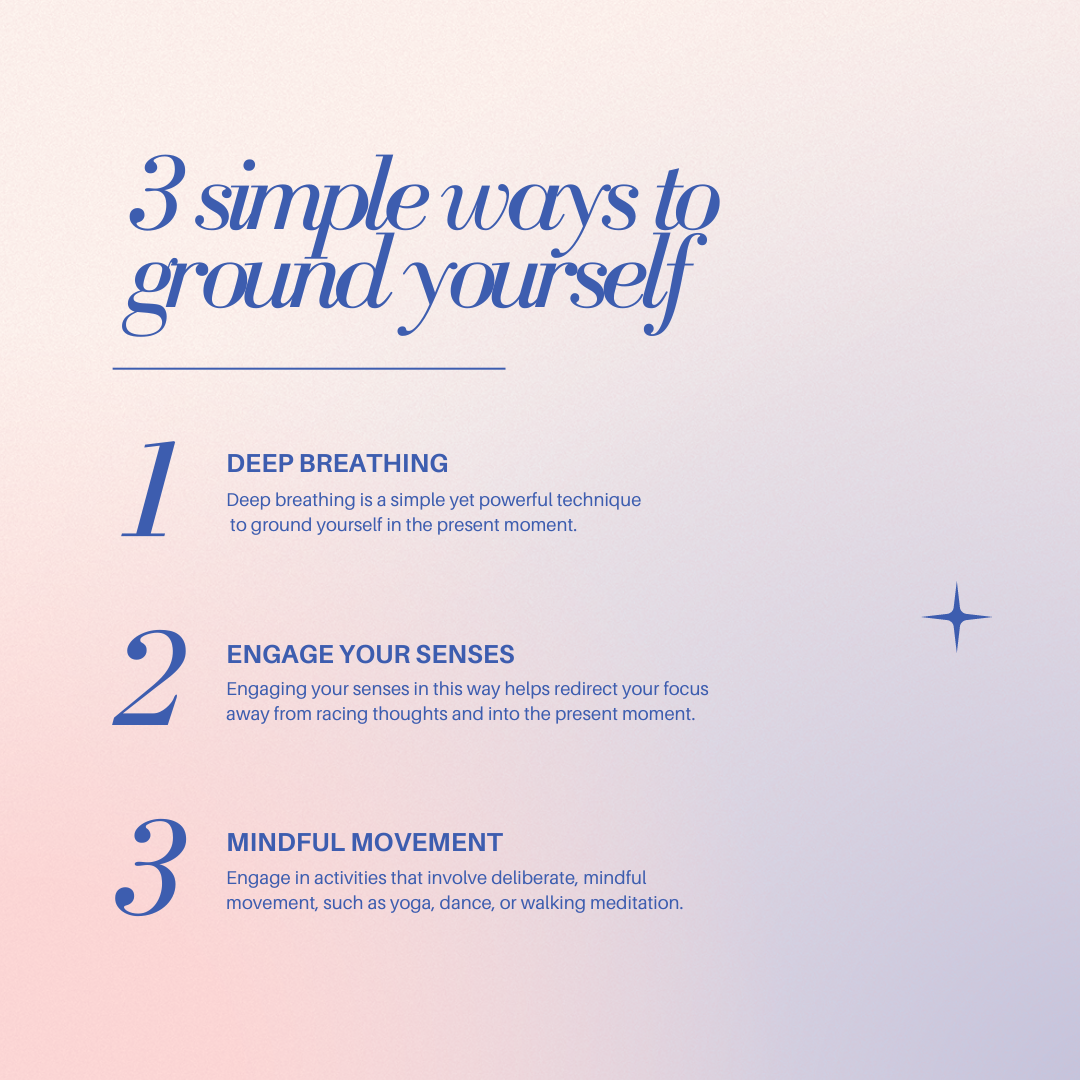 3 simple ways to
ground yourself
1
DEEP BREATHING
Deep breathing is a simple yet powerful technique
to ground yourself in the present moment.
2
ENGAGE YOUR SENSES
Engaging your senses in this way helps redirect your focus
away from racing thoughts and into the present moment.
3
MINDFUL MOVEMENT
Engage in activities that involve deliberate, mindful
movement, such as yoga, dance, or walking meditation.